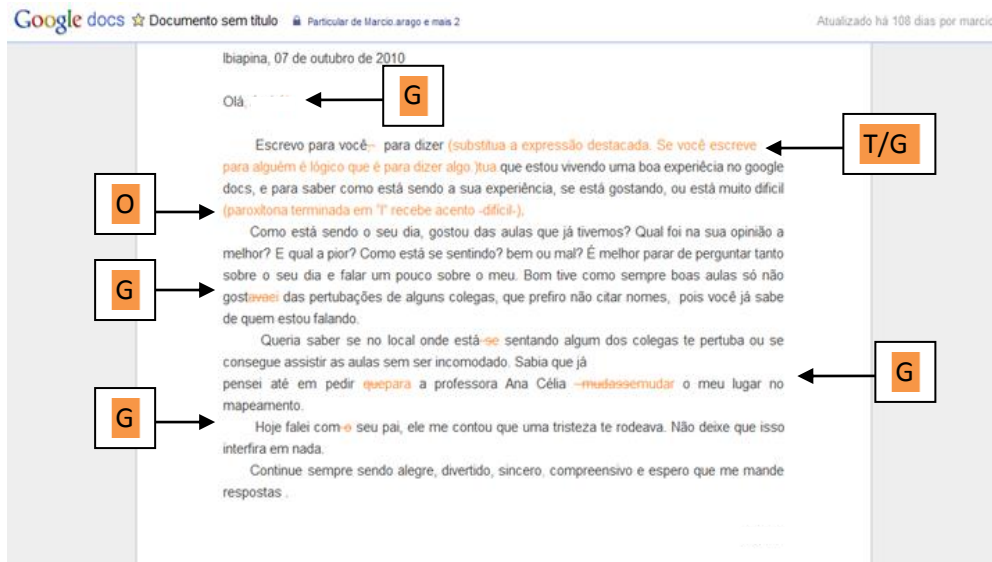 Google docs ☆ Documento sem título Particular de Marcio.arago e mais 2 Atualizado há 108 dias por marcio
Ibiapina, 07 de outubro de 2010
G
Olá,
T/G
Escrevo para você,- para dizer (substitua a expressão destacada. Se você escreve
para alguém é lógico que é para dizer algo )tua que estou vivendo uma boa experiêcia no google
docs, e para saber como está sendo a sua experiência, se está gostando, ou está muito dificil
O
(paroxítona terminada em "l" recebe acento -difícil-),
Como está sendo o seu dia, gostou das aulas que já tivemos? Qual foi na sua opinião a
melhor? E qual a pior? Como está se sentindo? bem ou mal? É melhor parar de perguntar tanto
sobre o seu dia e falar um pouco sobre o meu. Bom tive como sempre boas aulas só não
G
gostavaei das pertubações de alguns colegas, que prefiro não citar nomes, pois você já sabe
de quem estou falando.
Queria saber se no local onde está-se sentando algum dos colegas te pertuba ou se
consegue assistir as aulas sem ser incomodado. Sabia que já
G
pensei até em pedir quepara a professora Ana Célia -mudassemudar o meu lugar no
mapeamento.
G
Hoje falei com-o seu pai, ele me contou que uma tristeza te rodeava. Não deixe que isso
interfira em nada.
Continue sempre sendo alegre, divertido, sincero, compreensivo e espero que me mande
respostas .